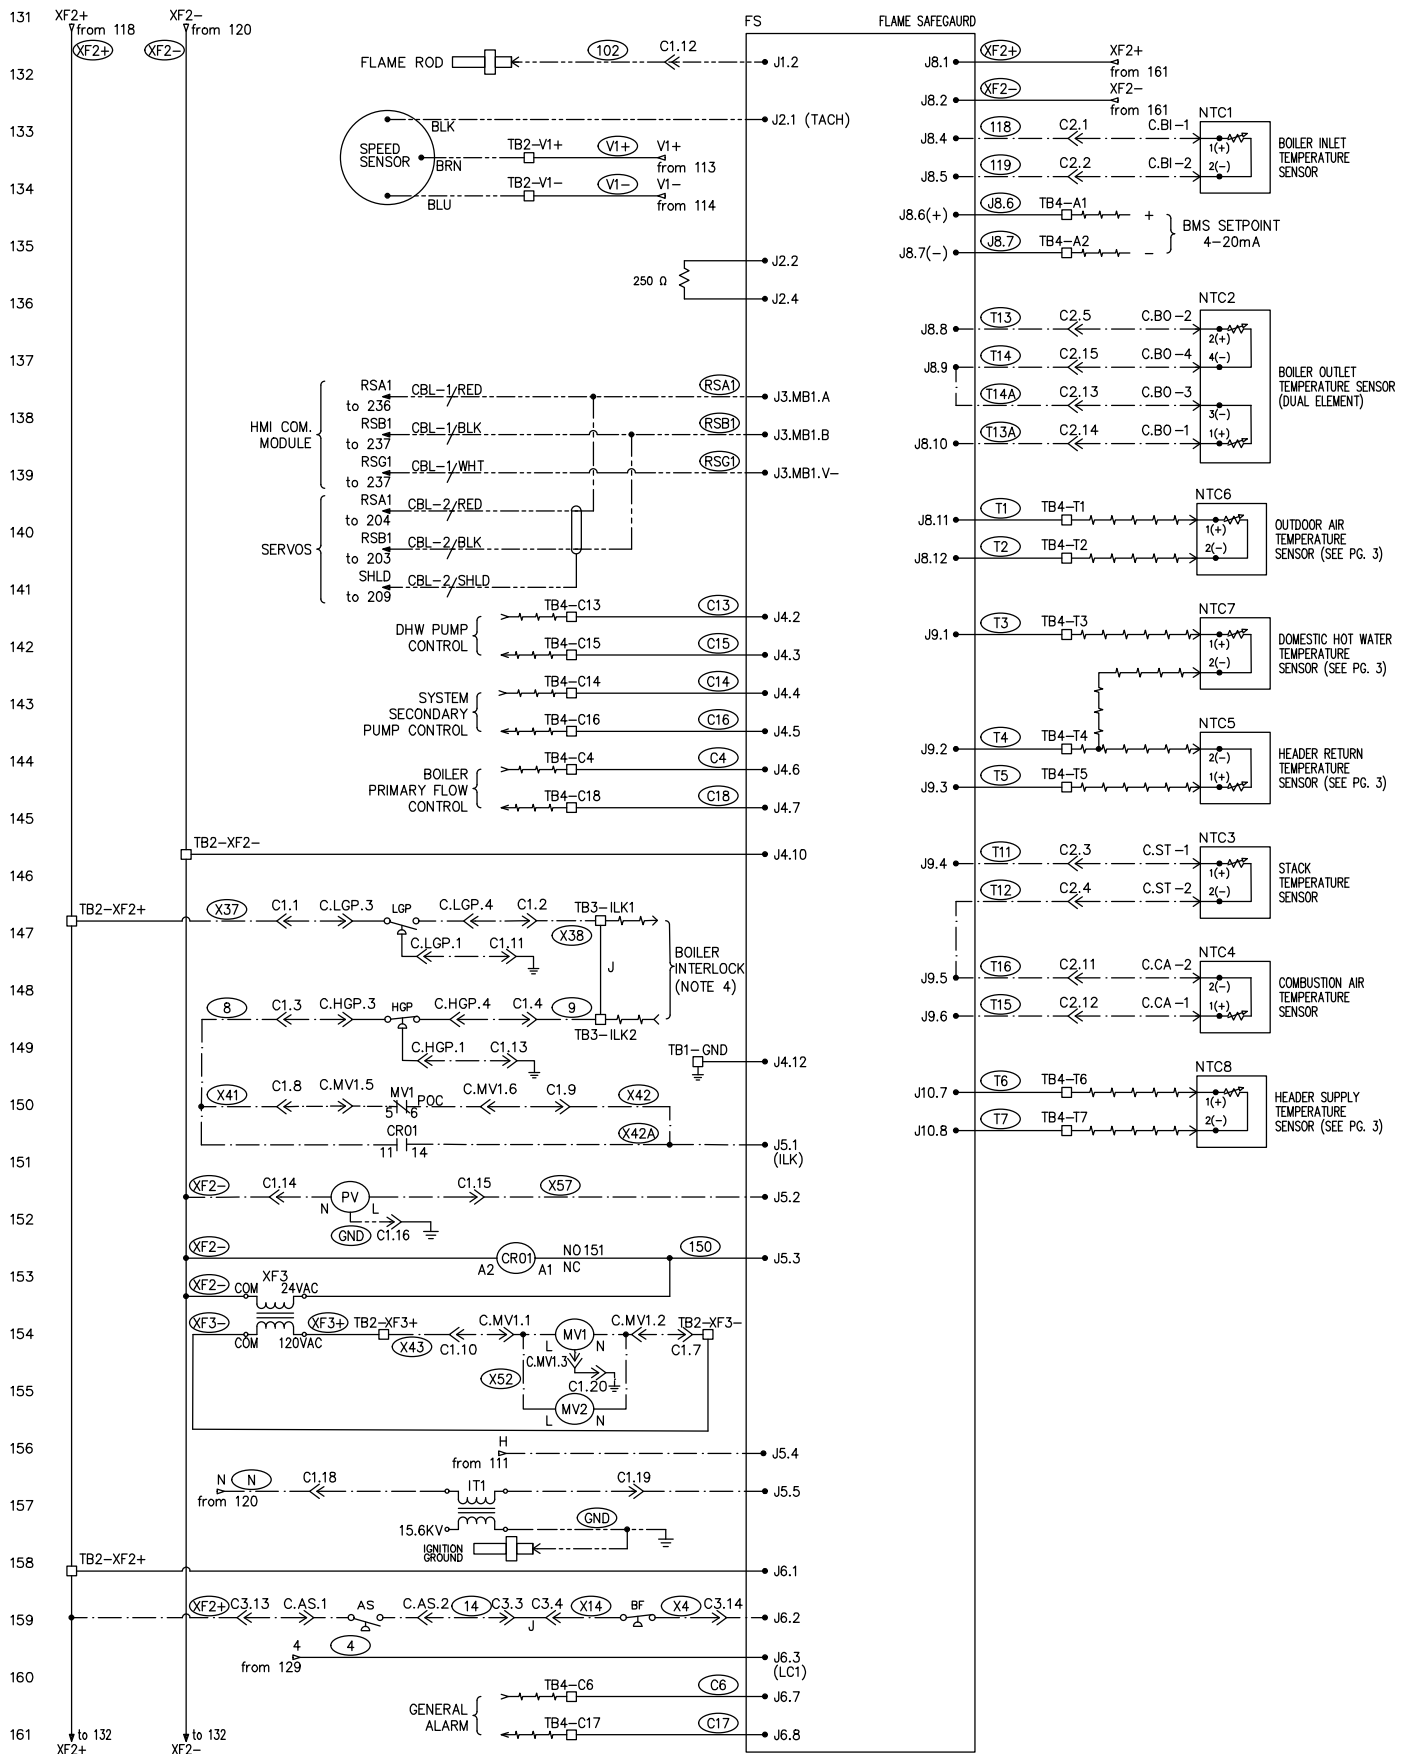 131
XF2+
from 118
XF2+
XF2-
from 120
XF2-
FS
FLAME SAFEGAURD
132
FLAME ROD
102
C1.12
J1.2
J8.1
XF2+
XF2+
from 161
J8.2
XF2-
XF2-
from 161
133
BLK
J2.1 (TACH)
SPEED
SENSOR
BRN
TB2-V1+
V1+
V1+
from 113
J8.4
118
C2.1
C.BI-1
NTC1
1(+)
2(-)
BOILER INLET
TEMPERATURE
SENSOR
J8.5
119
C2.2
C.BI-2
134
BLU
TB2-V1-
V1-
V1-
from 114
J8.6(+)
J8.6
TB4-A1
+
BMS SETPOINT
4-20mA
J8.7(-)
J8.7
TB4-A2
-
135
250 Ω
J2.2
J2.4
136
NTC2
J8.8
T13
C2.5
C.BO-2
2(+)
J8.9
T14
C2.15
C.BO-4
4(-)
T14A
C2.13
C.BO-3
3(-)
J8.10
T13A
C2.14
C.BO-1
1(+)
BOILER OUTLET
TEMPERATURE SENSOR
(DUAL ELEMENT)
137
HMI COM.
MODULE
RSA1
to 236
CBL-1/RED
RSA1
J3.MB1.A
138
RSB1
to 237
CBL-1/BLK
RSB1
J3.MB1.B
139
RSG1
to 237
CBL-1/WHT
RSG1
J3.MB1.V-
SERVOS
RSA1
to 204
CBL-2/RED
140
RSB1
to 203
CBL-2/BLK
141
SHLD
to 209
CBL-2/SHLD
NTC6
J8.11
T1
TB4-T1
1(+)
J8.12
T2
TB4-T2
2(-)
OUTDOOR AIR
TEMPERATURE
SENSOR (SEE PG. 3)
DHW PUMP
CONTROL
TB4-C13
C13
J4.2
142
TB4-C15
C15
J4.3
NTC7
J9.1
T3
TB4-T3
1(+)
2(-)
DOMESTIC HOT WATER
TEMPERATURE
SENSOR (SEE PG. 3)
143
SYSTEM
SECONDARY
PUMP CONTROL
TB4-C14
C14
J4.4
TB4-C16
C16
J4.5
144
BOILER
PRIMARY FLOW
CONTROL
TB4-C4
C4
J4.6
TB4-C18
C18
J4.7
NTC5
J9.2
T4
TB4-T4
2(-)
J9.3
T5
TB4-T5
1(+)
HEADER RETURN
TEMPERATURE
SENSOR (SEE PG. 3)
145
TB2-XF2-
J4.10
146
NTC3
J9.4
T11
C2.3
C.ST-1
1(+)
T12
C2.4
C.ST-2
2(-)
STACK
TEMPERATURE
SENSOR
TB2-XF2+
X37
C1.1
C.LGP.3
LGP
C.LGP.4
C1.2
TB3-ILK1
X38
147
C.LGP.1
C1.11
J
BOILER
INTERLOCK
(NOTE 4)
NTC4
J9.5
T16
C2.11
C.CA-2
2(-)
J9.6
T15
C2.12
C.CA-1
1(+)
COMBUSTION AIR
TEMPERATURE
SENSOR
148
8
C1.3
C.HGP.3
HGP
C.HGP.4
C1.4
9
TB3-ILK2
149
C.HGP.1
C1.13
TB1-GND
J4.12
NTC8
J10.7
T6
TB4-T6
1(+)
J10.8
T7
TB4-T7
2(-)
HEADER SUPPLY
TEMPERATURE
SENSOR (SEE PG. 3)
150
X41
C1.8
C.MV1.5
MV1
POC
5
6
C.MV1.6
C1.9
X42
CR01
11
14
X42A
J5.1
(ILK)
151
XF2-
C1.14
PV
N
L
C1.15
X57
J5.2
152
GND
C1.16
XF2-
CR01
A2
A1
NO 151
NC
150
J5.3
153
XF2-
COM
XF3
24VAC
154
XF3-
COM
120VAC
XF3+
TB2-XF3+
X43
C1.10
C.MV1.1
MV1
L
N
C.MV1.2
C1.7
TB2-XF3-
C.MV1.3
155
X52
C1.20
MV2
L
N
156
H
from 111
J5.4
N
N
from 120
C1.18
IT1
C1.19
J5.5
157
15.6KV
GND
IGNITION
GROUND
158
TB2-XF2+
J6.1
159
XF2+
C3.13
C.AS.1
AS
C.AS.2
14
C3.3
J
C3.4
X14
BF
X4
C3.14
J6.2
4
from 129
4
J6.3
(LC1)
160
GENERAL
ALARM
TB4-C6
C6
J6.7
161
to 132
XF2+
to 132
XF2-
TB4-C17
C17
J6.8